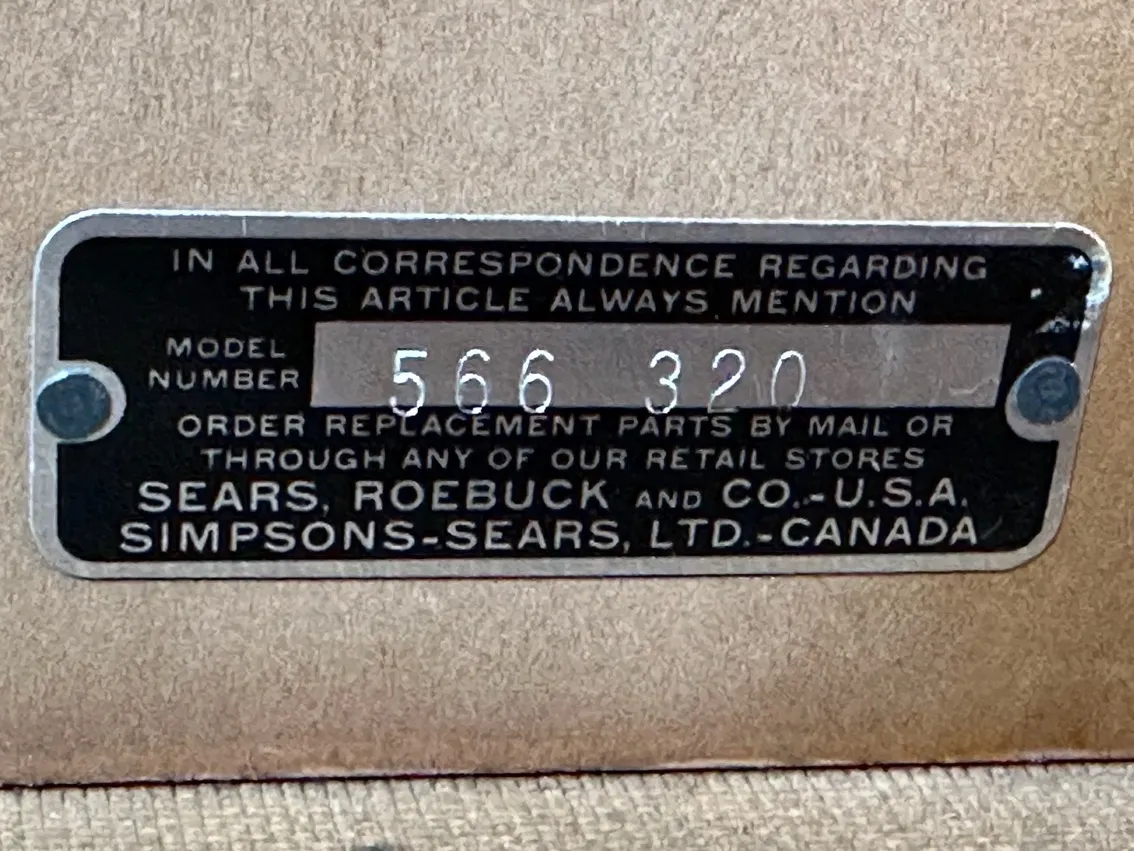 IN ALL CORRESPONDENCE REGARDING
THIS ARTICLE ALWAYS MENTION
MODEL
NUMBER
566 320
ORDER REPLACEMENT PARTS BY MAIL OR
THROUGH ANY OF OUR RETAIL STORES
SEARS, ROEBUCK AND CO.-U.S.A.
SIMPSONS-SEARS, LTD.-CANADA